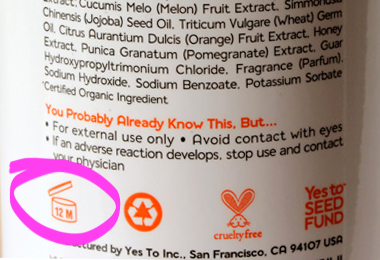 Extract: Cucumis Melo (Melon) Fruit Extract, Simmondsia
Chinensis (Jojoba) Seed Oil, Triticum Vulgare (Wheat) Germ
Oil, Citrus Aurantium Dulcis (Orange) Fruit Extract, Honey
Extract, Punica Granatum (Pomegranate) Extract, Guar
Hydroxypropyltrimonium Chloride, Fragrance (Parfum),
Sodium Hydroxide, Sodium Benzoate, Potassium Sorbate
*Certified Organic Ingredient
You Probably Already Know This, But...
• For external use only • Avoid contact with eyes
• If an adverse reaction develops, stop use and contact
your physician
12 M
crueltyfree
Yes to
SEED
FUND
Manufactured by Yes To Inc., San Francisco, CA 94107 USA